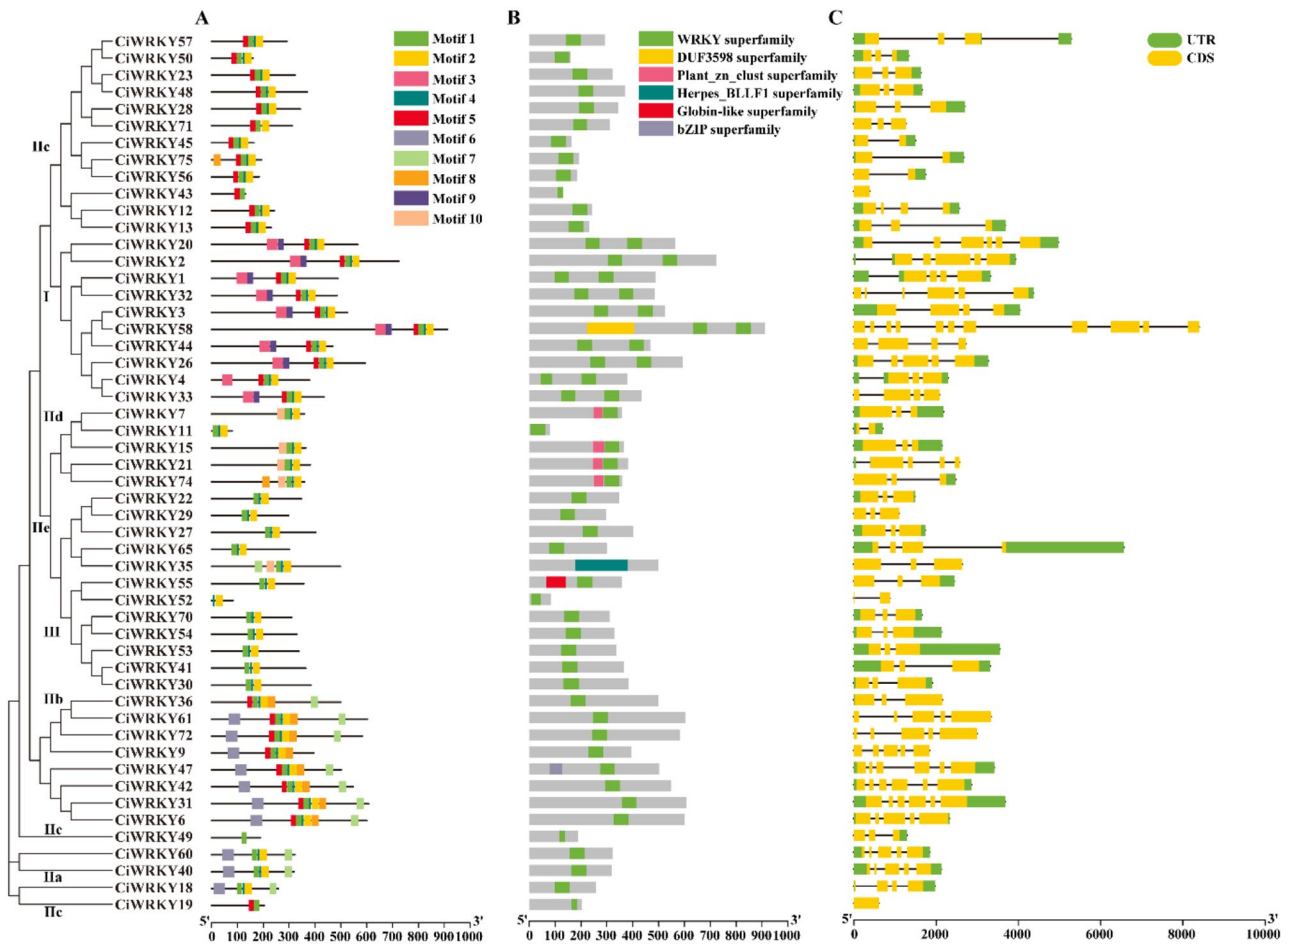 A
B
C
CiWRKY57
CiWRKY50
CiWRKY23
CiWRKY48
CiWRKY28
CiWRKY71
CiWRKY45
CiWRKY75
CiWRKY56
CiWRKY43
CiWRKY12
CiWRKY13
CiWRKY20
CiWRKY2
CiWRKY1
CiWRKY32
CiWRKY3
CiWRKY58
CiWRKY44
CiWRKY26
CiWRKY4
CiWRKY33
CiWRKY7
CiWRKY11
CiWRKY15
CiWRKY21
CiWRKY74
CiWRKY22
CiWRKY29
CiWRKY27
CiWRKY65
CiWRKY35
CiWRKY55
CiWRKY52
CiWRKY70
CiWRKY54
CiWRKY53
CiWRKY41
CiWRKY30
CiWRKY36
CiWRKY61
CiWRKY72
CiWRKY9
CiWRKY47
CiWRKY42
CiWRKY31
CiWRKY6
CiWRKY49
CiWRKY60
CiWRKY40
CiWRKY18
CiWRKY19
IIc
I
IId
IIe
III
IIb
IIc
IIa
IIc
Motif 1
Motif 2
Motif 3
Motif 4
Motif 5
Motif 6
Motif 7
Motif 8
Motif 9
Motif 10
WRKY superfamily
DUF3598 superfamily
Plant_zn_clust superfamily
Herpes_BLLF1 superfamily
Globin-like superfamily
bZIP superfamily
UTR
CDS
5' 3'
0 100 200 300 400 500 600 700 800 900 1000
5' 3'
0 100 200 300 400 500 600 700 800 900 1000
5' 3'
0 2000 4000 6000 8000 10000